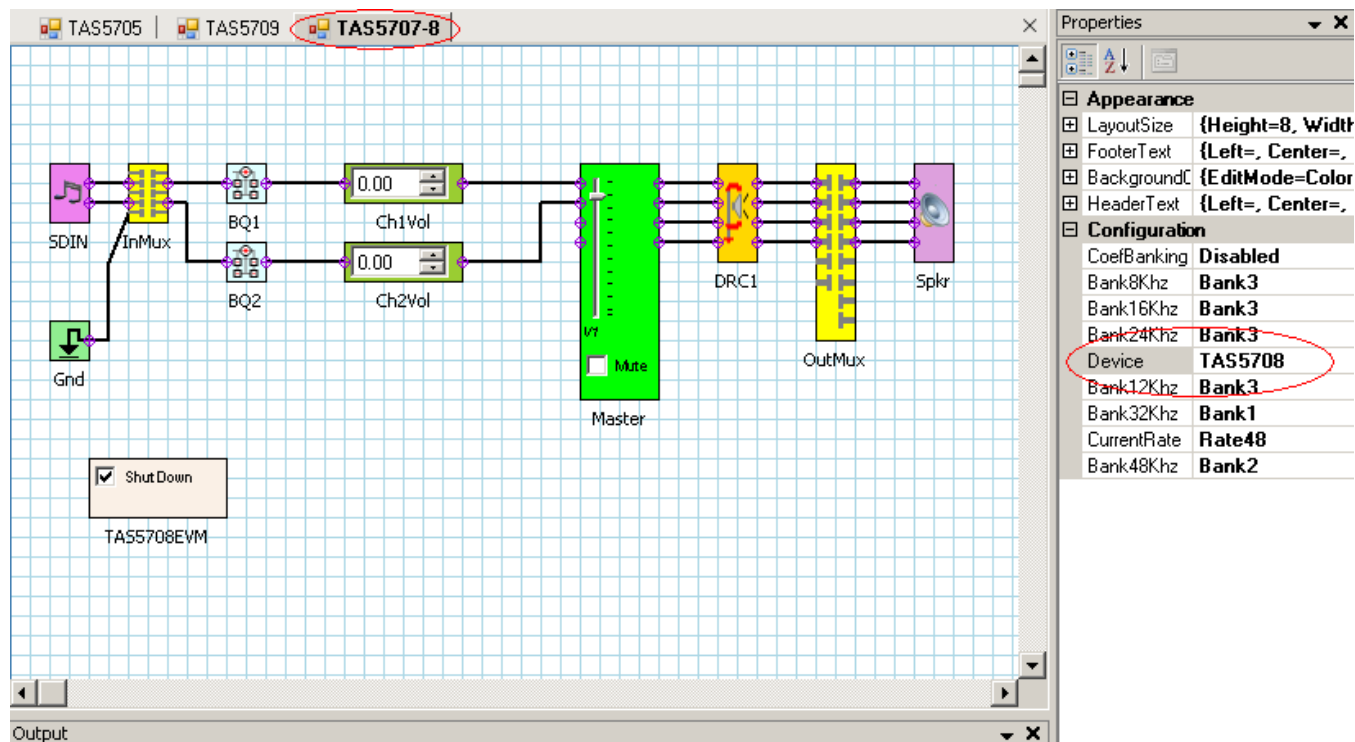 TAS5705 TAS5709 TAS5707-8
Properties
Appearance
LayoutSize {Height=8, Width
FooterText {Left=, Center=,
BackgroundC {EditMode=Color
HeaderText {Left=, Center=,
Configuration
CoefBanking Disabled
Bank8Khz Bank3
Bank16Khz Bank3
Bank24Khz Bank3
Device TAS5708
Bank12Khz Bank3
Bank32Khz Bank1
CurrentRate Rate48
Bank48Khz Bank2
SDIN
InMux
BQ1
0.00
Ch1Vol
BQ2
0.00
Ch2Vol
Gnd
Mute
Master
DRC1
OutMux
Spkr
ShutDown
TAS5708EVM
Output